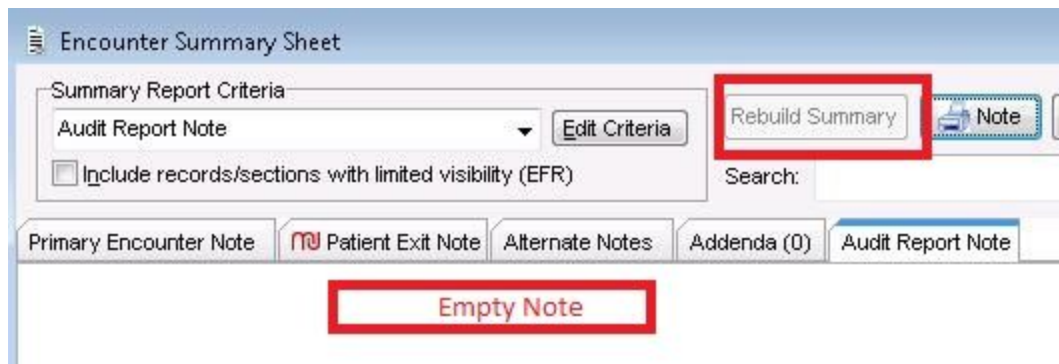 Encounter Summary Sheet
Summary Report Criteria
Audit Report Note
Edit Criteria
Rebuild Summary
Note
Include records/sections with limited visibility (EFR)
Search:
Primary Encounter Note
Patient Exit Note
Alternate Notes
Addenda (0)
Audit Report Note
Empty Note